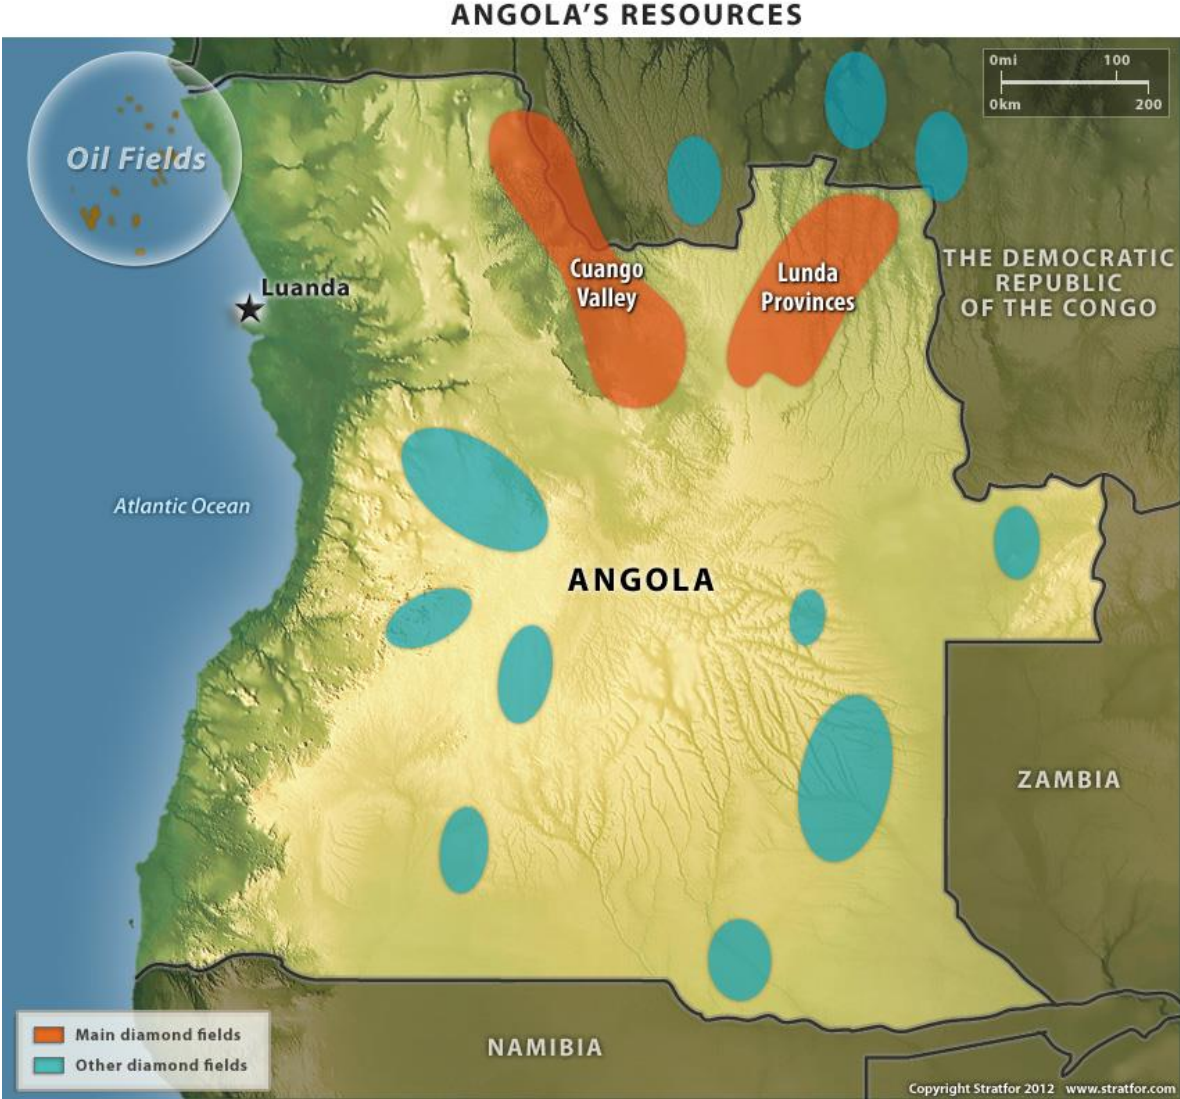 ANGOLA'S RESOURCES
0mi 100
0km 200
Oil Fields
THE DEMOCRATIC
REPUBLIC
OF THE CONGO
Cuango
Valley
Lunda
Provinces
Luanda
Atlantic Ocean
ANGOLA
ZAMBIA
Main diamond fields
Other diamond fields
NAMIBIA
Copyright Stratfor 2012 www.stratfor.com